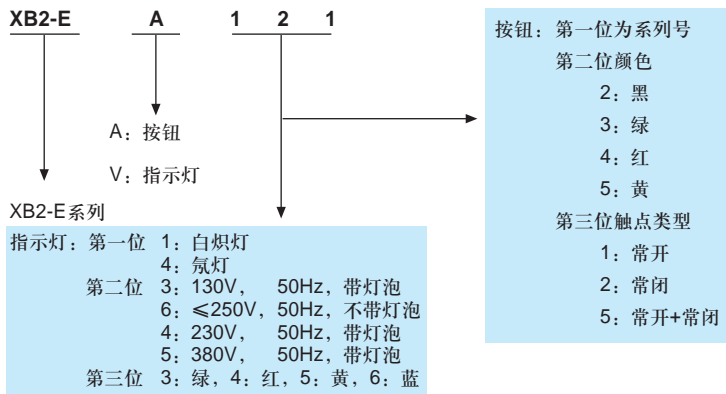 XB2-E A 1 2 1
A：按钮
V：指示灯
XB2-E系列
指示灯：第一位 1：白炽灯
4：氖灯
第二位 3：130V， 50Hz，带灯泡
6：≤250V，50Hz，不带灯泡
4：230V， 50Hz，带灯泡
5：380V， 50Hz，带灯泡
第三位 3：绿，4：红，5：黄，6：蓝
按钮：第一位为系列号
第二位颜色
2：黑
3：绿
4：红
5：黄
第三位触点类型
1：常开
2：常闭
5：常开+常闭